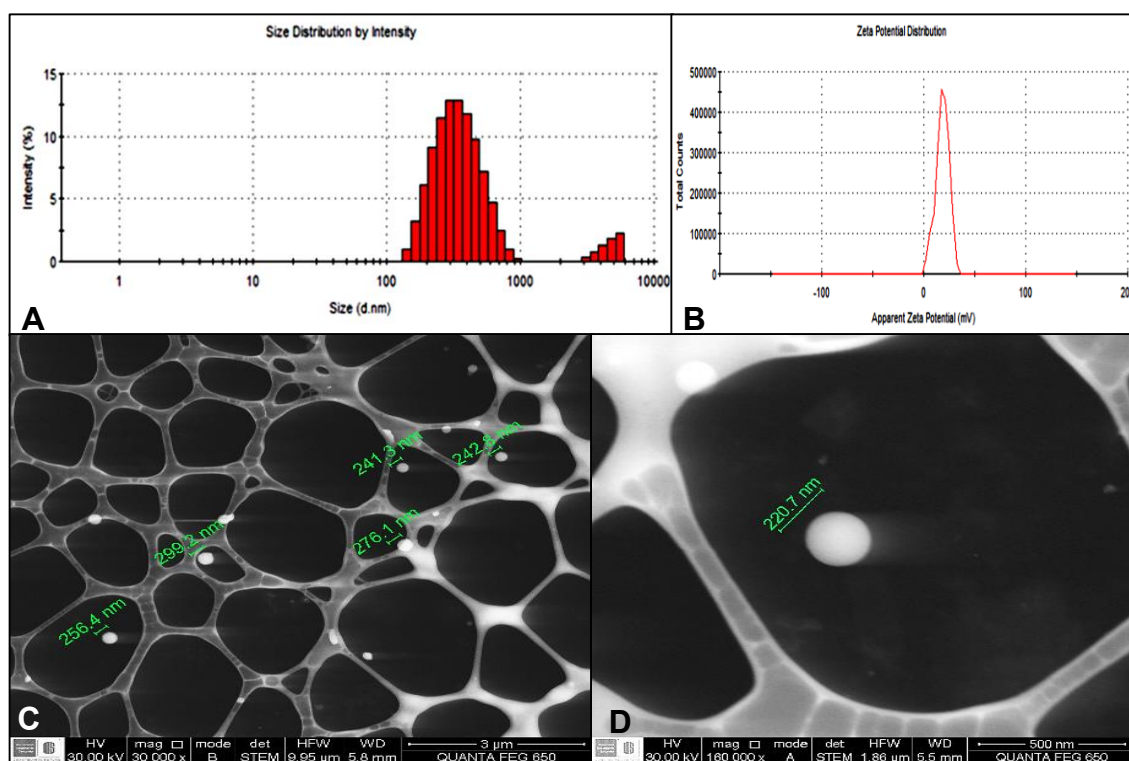 Size Distribution by Intensity
15
10
5
0
Intensity (%)
1
10
100
1000
10000
Size (d.nm)
A
Zeta Potential Distribution
500000
400000
300000
200000
100000
0
Total Counts
-100
0
100
200
Apparent Zeta Potential (mV)
B
241.3 nm
242.8 nm
299.2 nm
276.1 nm
256.4 nm
C
HV mag mode det HFW WD 3 µm
30.00 kV 30 000 x B STEM 9.95 µm 5.8 mm QUANTA FEG 650
220.7 nm
D
HV mag mode det HFW WD 500 nm
30.00 kV 160 000 x A STEM 1.86 µm 5.5 mm QUANTA FEG 650